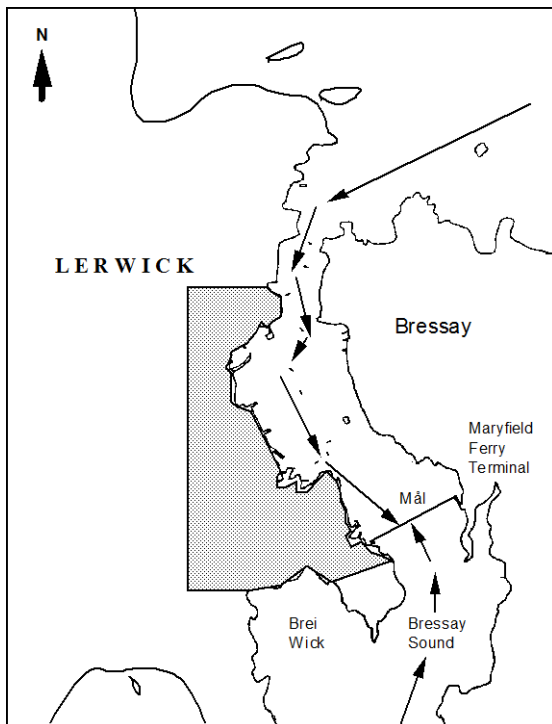 N
LERWICK
Bressay
Maryfield
Ferry
Terminal
Mål
Brei
Wick
Bressay
Sound